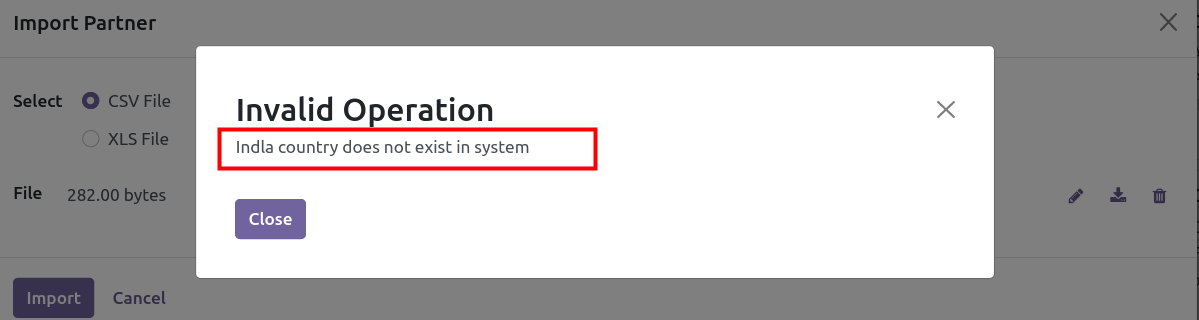 Import Partner
Invalid Operation
Indla country does not exist in system
Select
CSV File
XLS File
File
282.00 bytes
Close
Import
Cancel